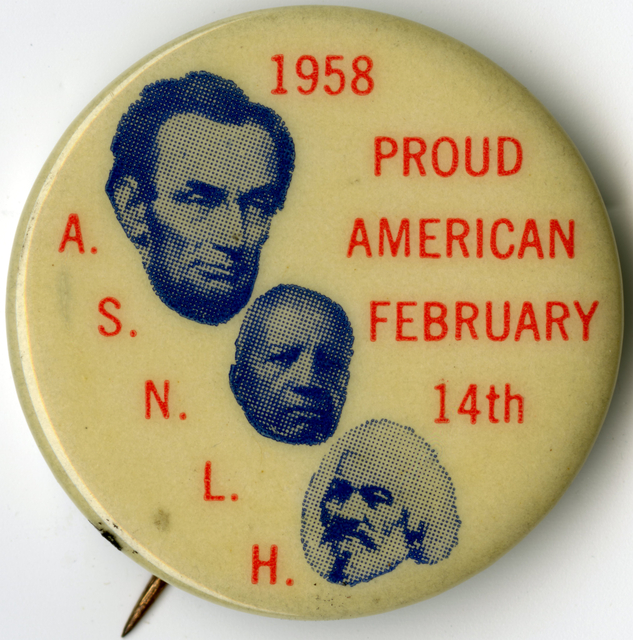 1958
PROUD
AMERICAN
FEBRUARY
14th
A.
S.
N.
L.
H.